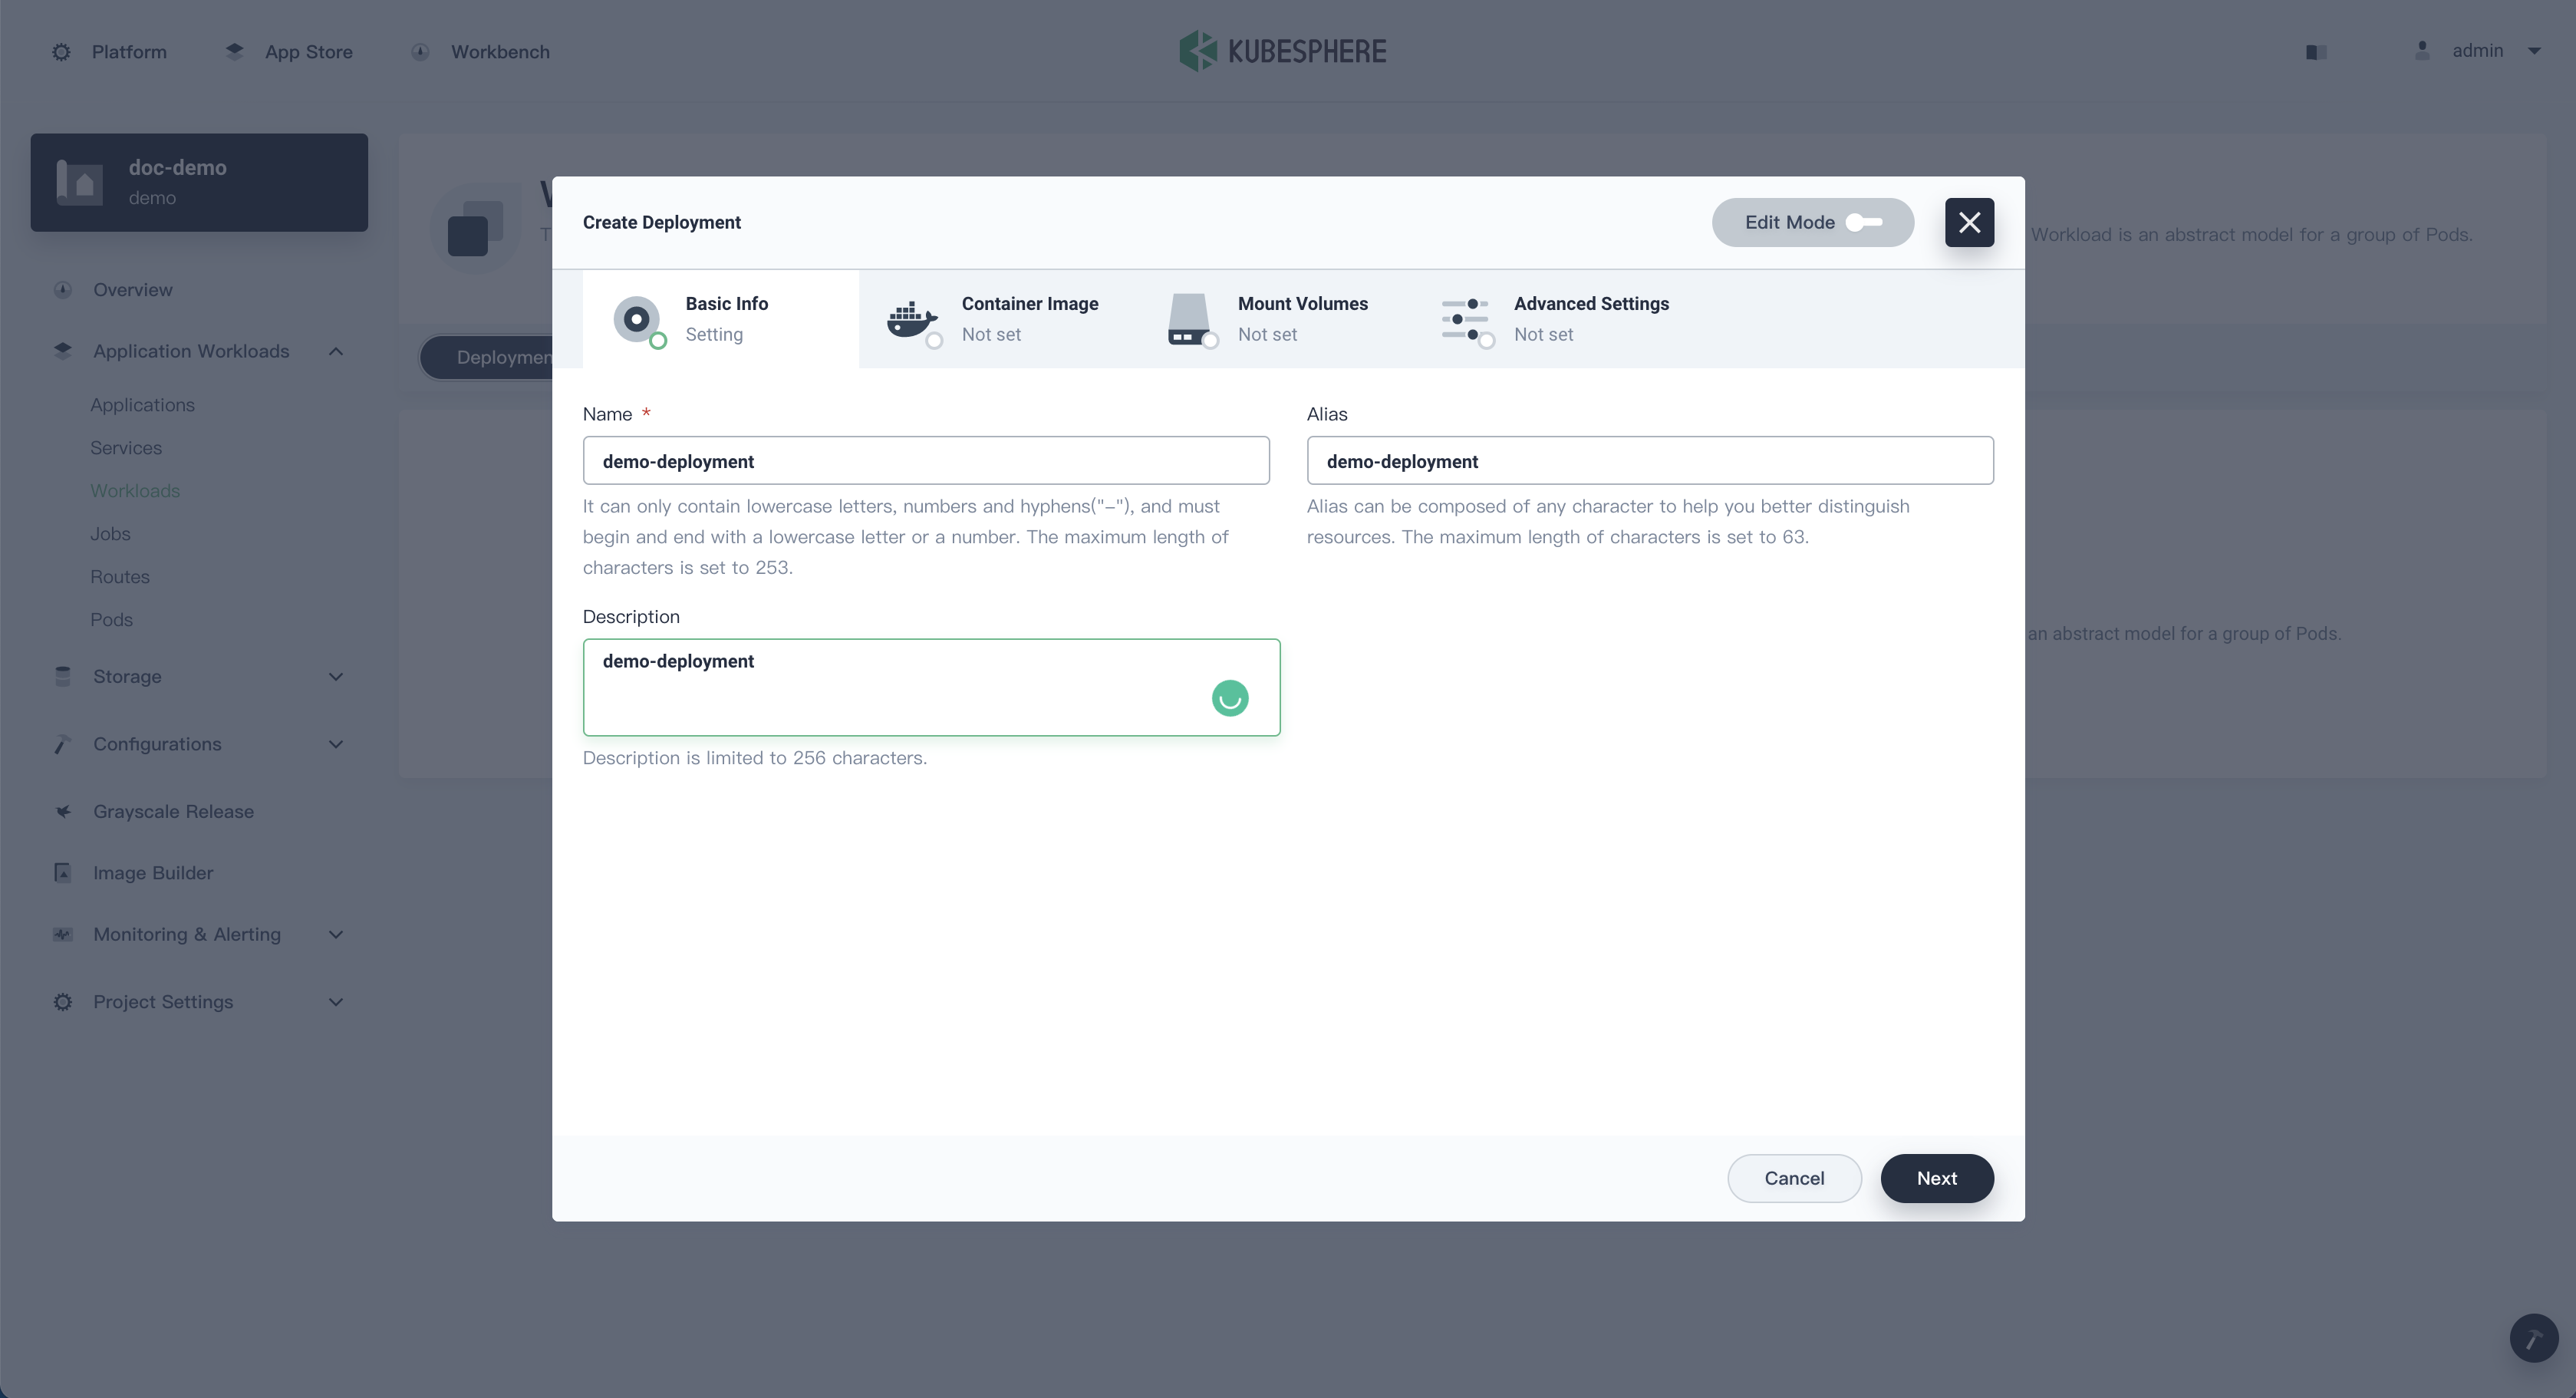 Platform
App Store
Workbench
KUBESPHERE
admin
doc-demo
demo
Overview
Application Workloads
Applications
Services
Workloads
Jobs
Routes
Pods
Storage
Configurations
Grayscale Release
Image Builder
Monitoring & Alerting
Project Settings
Workload is an abstract model for a group of Pods.
an abstract model for a group of Pods.
Create Deployment
Edit Mode
Basic Info
Setting
Container Image
Not set
Mount Volumes
Not set
Advanced Settings
Not set
Name *
demo-deployment
It can only contain lowercase letters, numbers and hyphens("-"), and must
begin and end with a lowercase letter or a number. The maximum length of
characters is set to 253.
Alias
demo-deployment
Alias can be composed of any character to help you better distinguish
resources. The maximum length of characters is set to 63.
Description
demo-deployment
Description is limited to 256 characters.
Cancel
Next